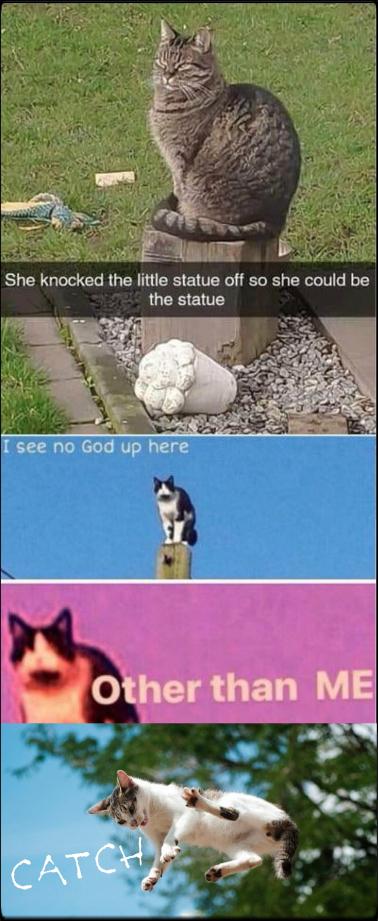 She knocked the little statue off so she could be
the statue
I see no God up here
Other than ME
CATCH